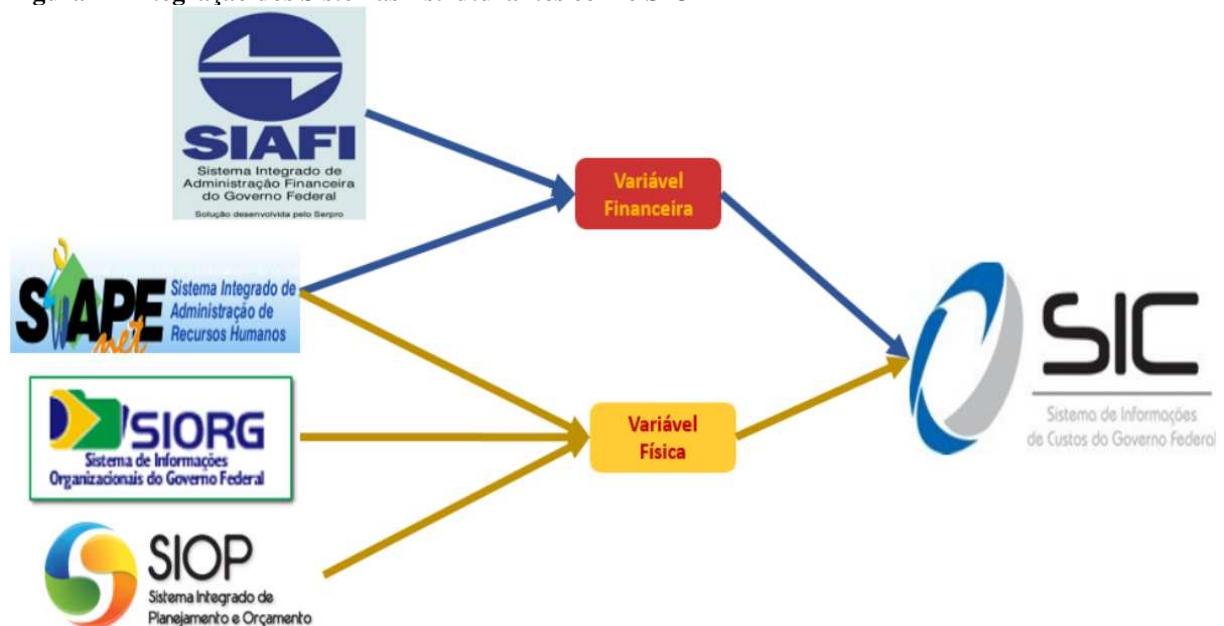 SIAFI
Sistema Integrado de
Administração Financeira
do Governo Federal
Solução desenvolvida pelo Serpro
Variável
Financeira
SIAPE
net
Sistema Integrado de
Administração de
Recursos Humanos
SIC
Sistema de Informações
de Custos do Governo Federal
SIORG
Sistema de Informações
Organizacionais do Governo Federal
Variável
Física
SIOP
Sistema Integrado de
Planejamento e Orçamento